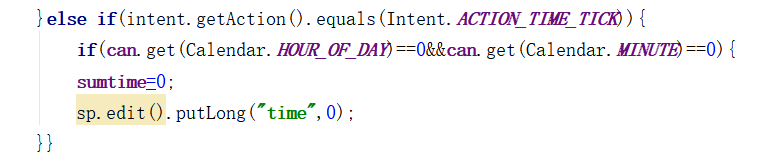 }else if(intent.getAction().equals(Intent.ACTION_TIME_TICK)){
if(can.get(Calendar.HOUR_OF_DAY)==0&&can.get(Calendar.MINUTE)==0){
sumtime=0;
sp.edit().putLong("time",0);
}}